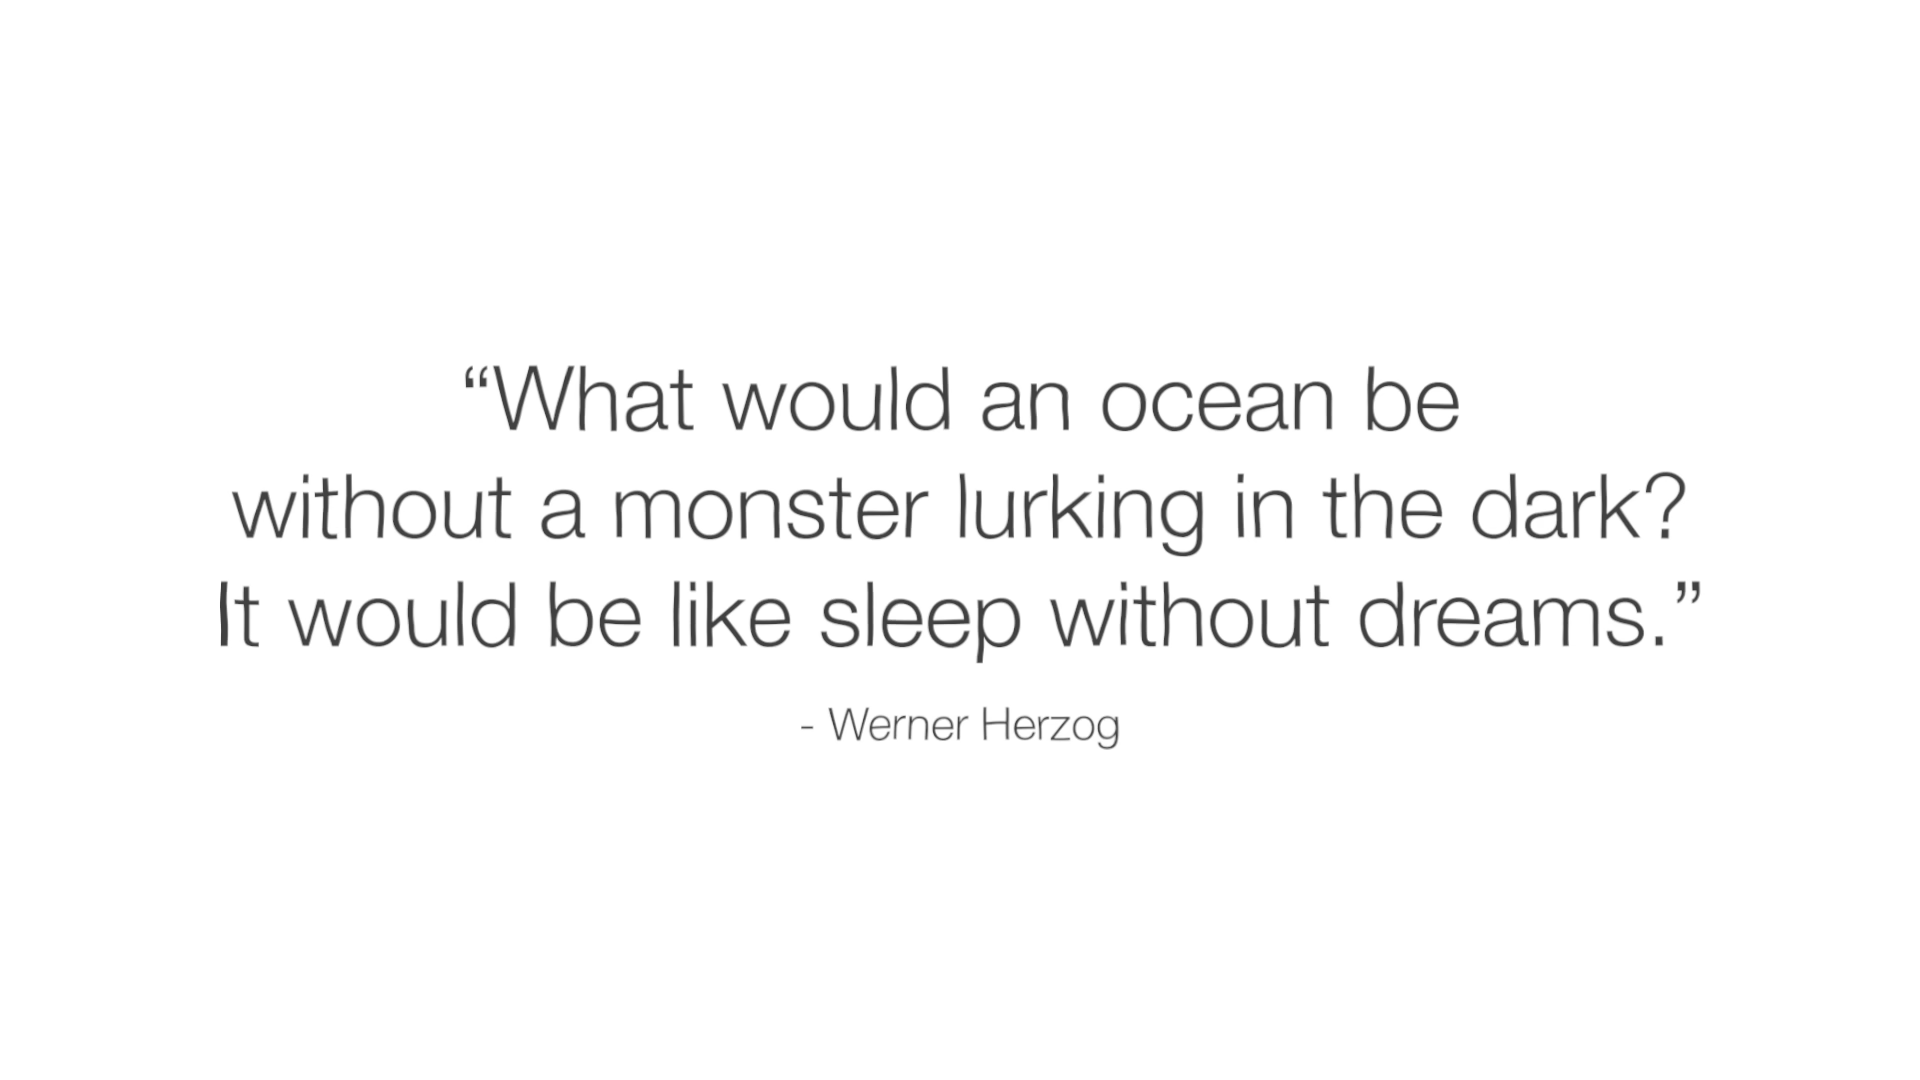 “What would an ocean be
without a monster lurking in the dark?
It would be like sleep without dreams.”
- Werner Herzog